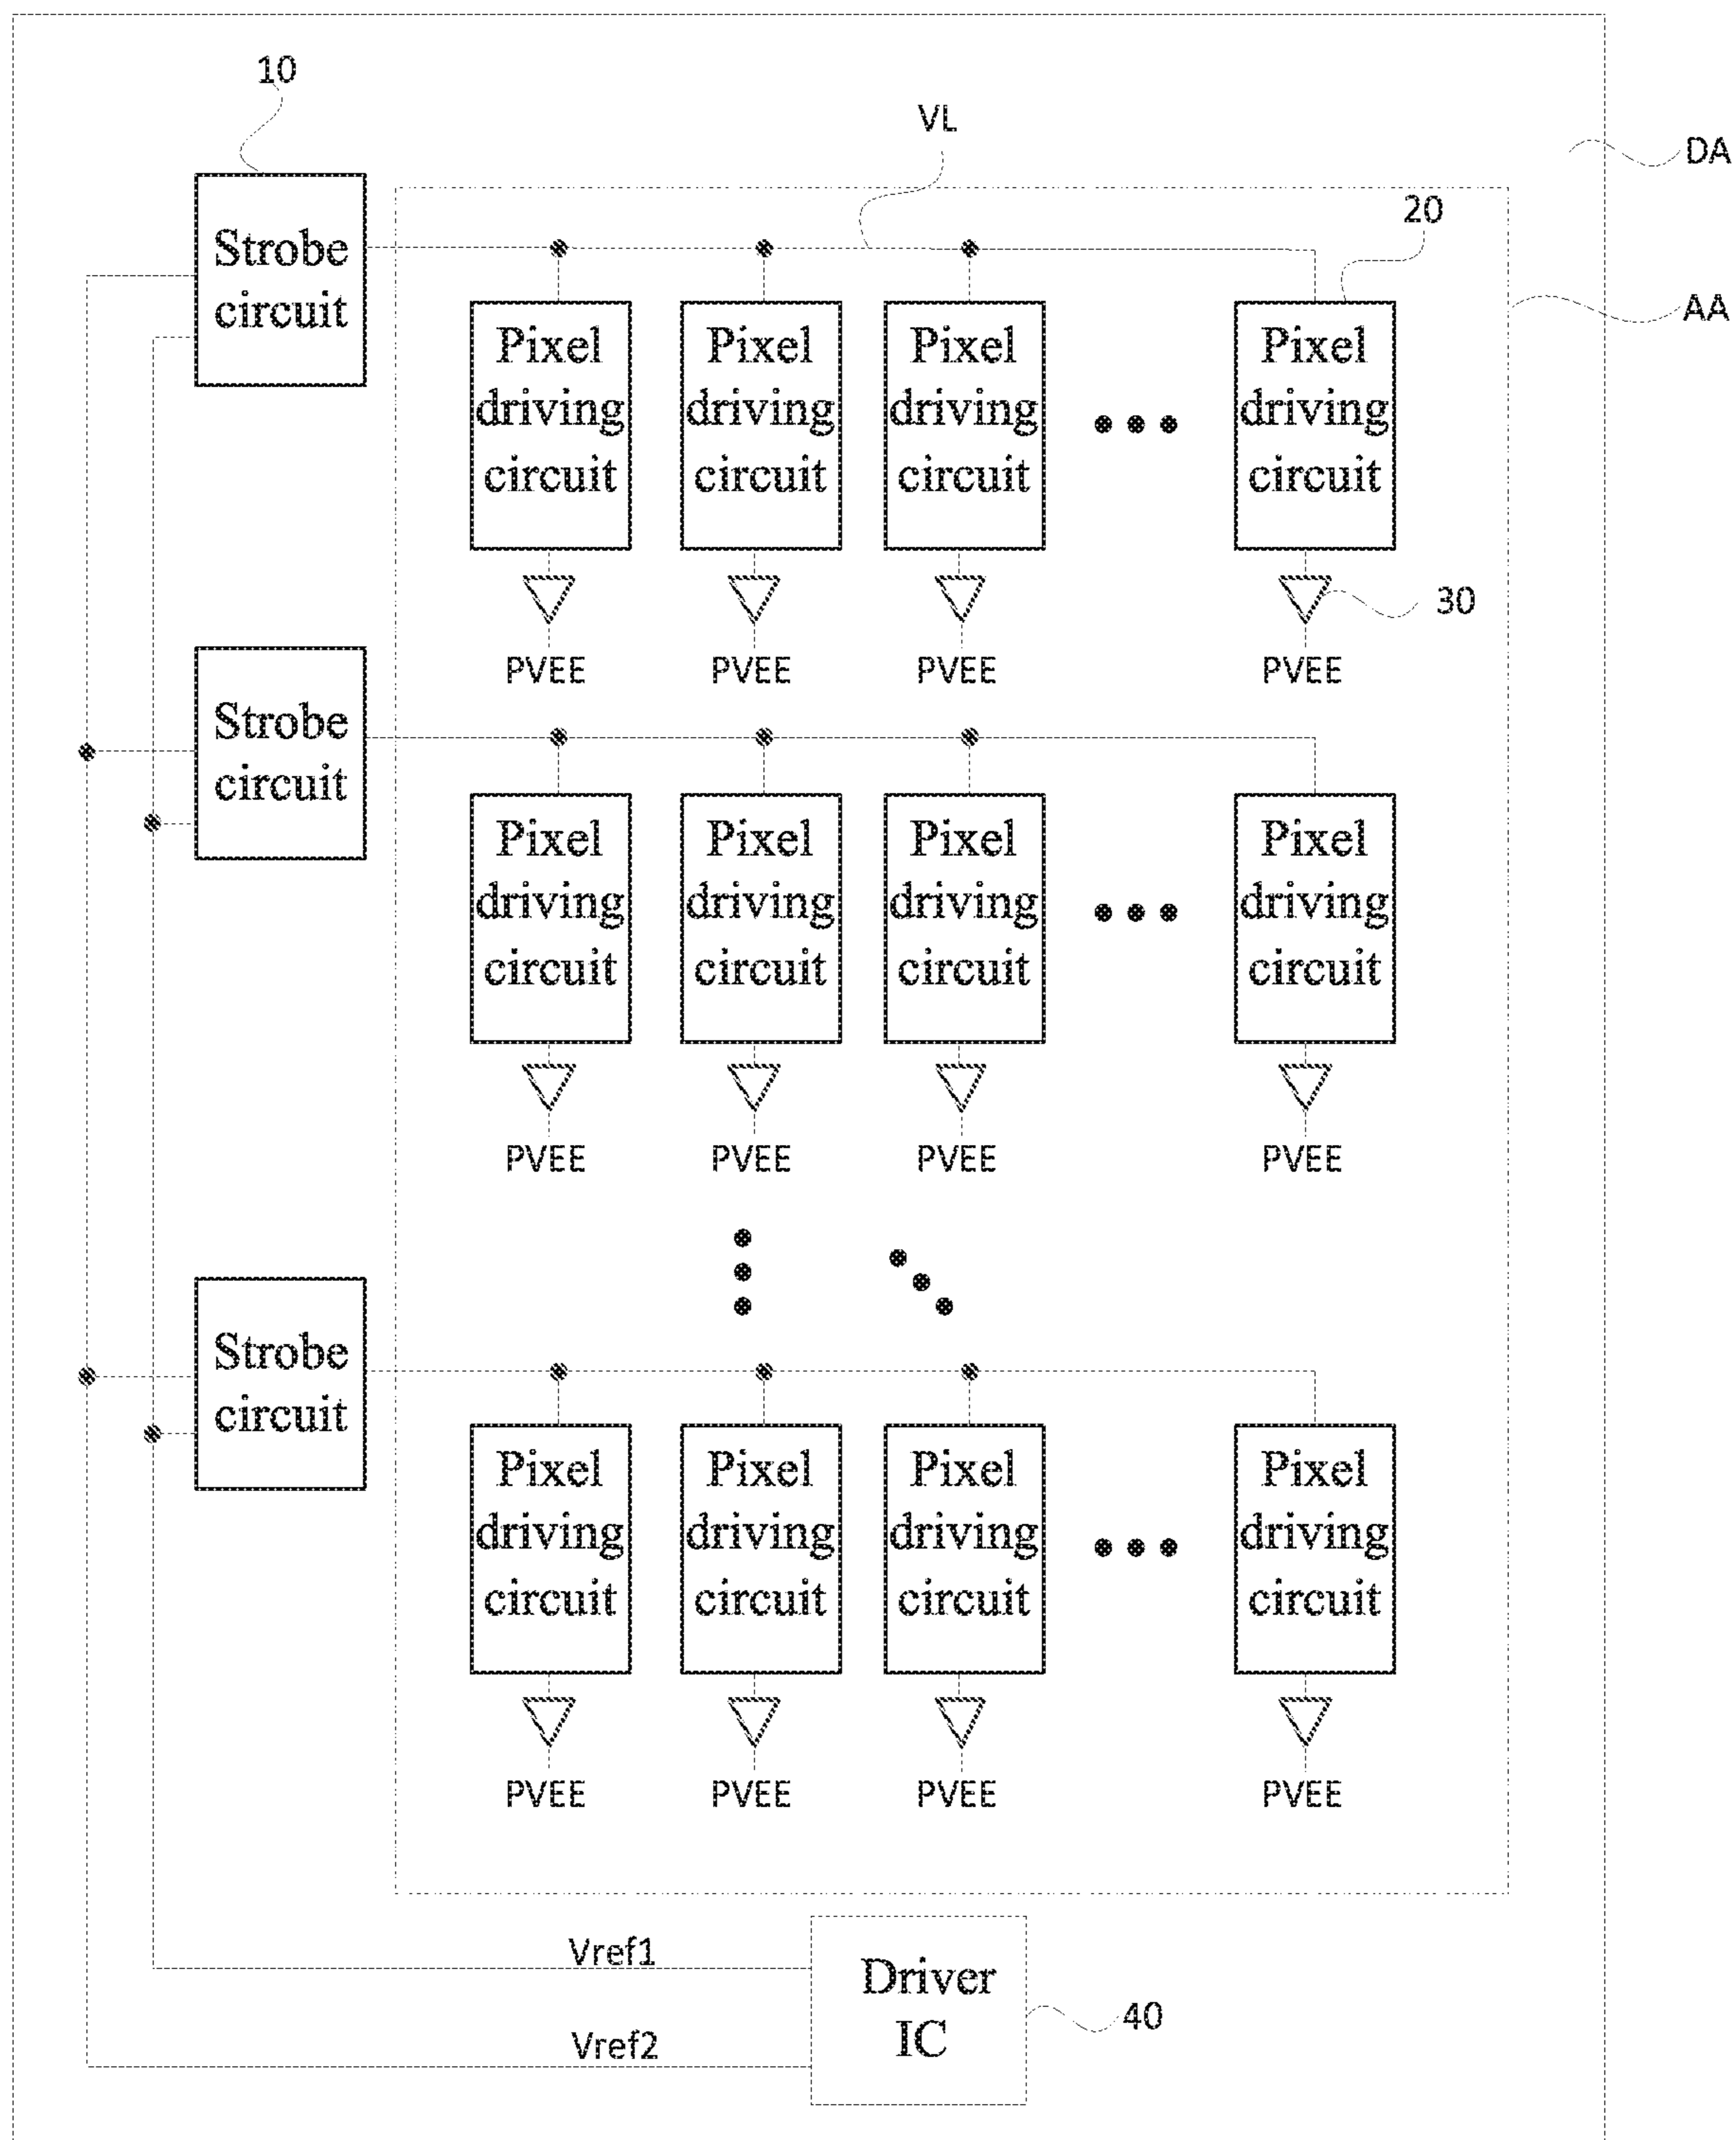 10
VL
DA
20
AA
Strobe
circuit
Pixel
driving
circuit
Pixel
driving
circuit
Pixel
driving
circuit
Pixel
driving
circuit
30
PVEE
PVEE
PVEE
PVEE
Strobe
circuit
Pixel
driving
circuit
Pixel
driving
circuit
Pixel
driving
circuit
Pixel
driving
circuit
PVEE
PVEE
PVEE
PVEE
Strobe
circuit
Pixel
driving
circuit
Pixel
driving
circuit
Pixel
driving
circuit
Pixel
driving
circuit
PVEE
PVEE
PVEE
PVEE
Vref1
Vref2
Driver
IC
40